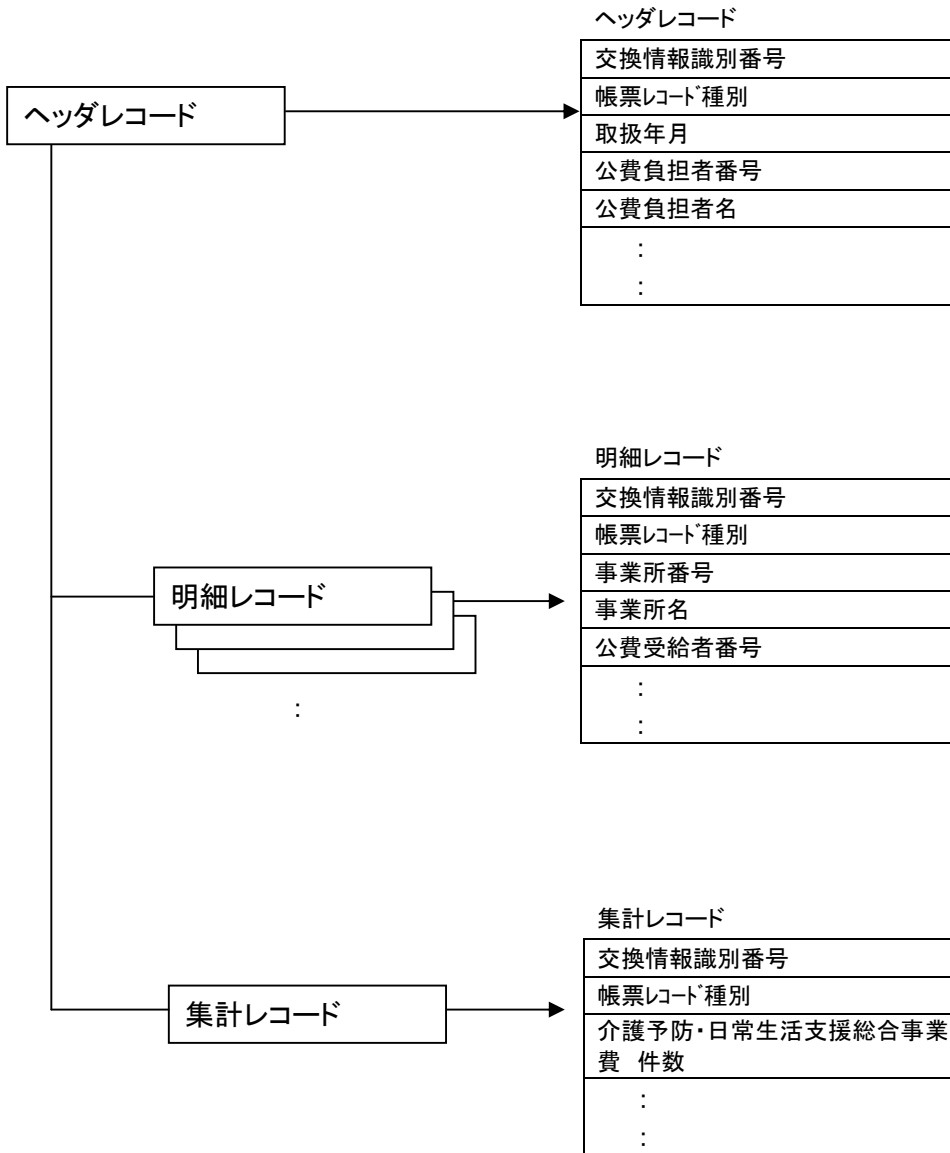 ヘッダレコード
ヘッダレコード
交換情報識別番号
帳票ﾚｺｰﾄﾞ種別
取扱年月
公費負担者番号
公費負担者名
:
:
明細レコード
明細レコード
交換情報識別番号
帳票ﾚｺｰﾄﾞ種別
事業所番号
事業所名
公費受給者番号
:
:
:
集計レコード
集計レコード
交換情報識別番号
帳票ﾚｺｰﾄﾞ種別
介護予防・日常生活支援総合事業
費 件数
:
: